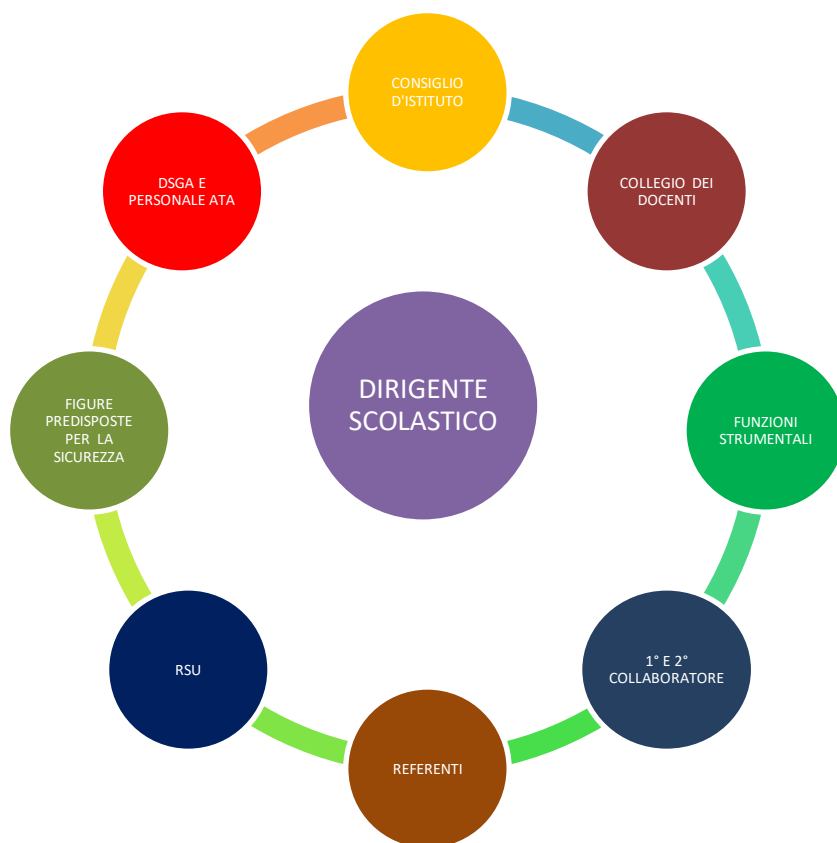 CONSIGLIO
D'ISTITUTO
COLLEGIO DEI
DOCENTI
FUNZIONI
STRUMENTALI
1° E 2°
COLLABORATORE
REFERENTI
RSU
FIGURE
PREDISPOSTE
PER LA
SICUREZZA
DSGA E
PERSONALE ATA
DIRIGENTE
SCOLASTICO